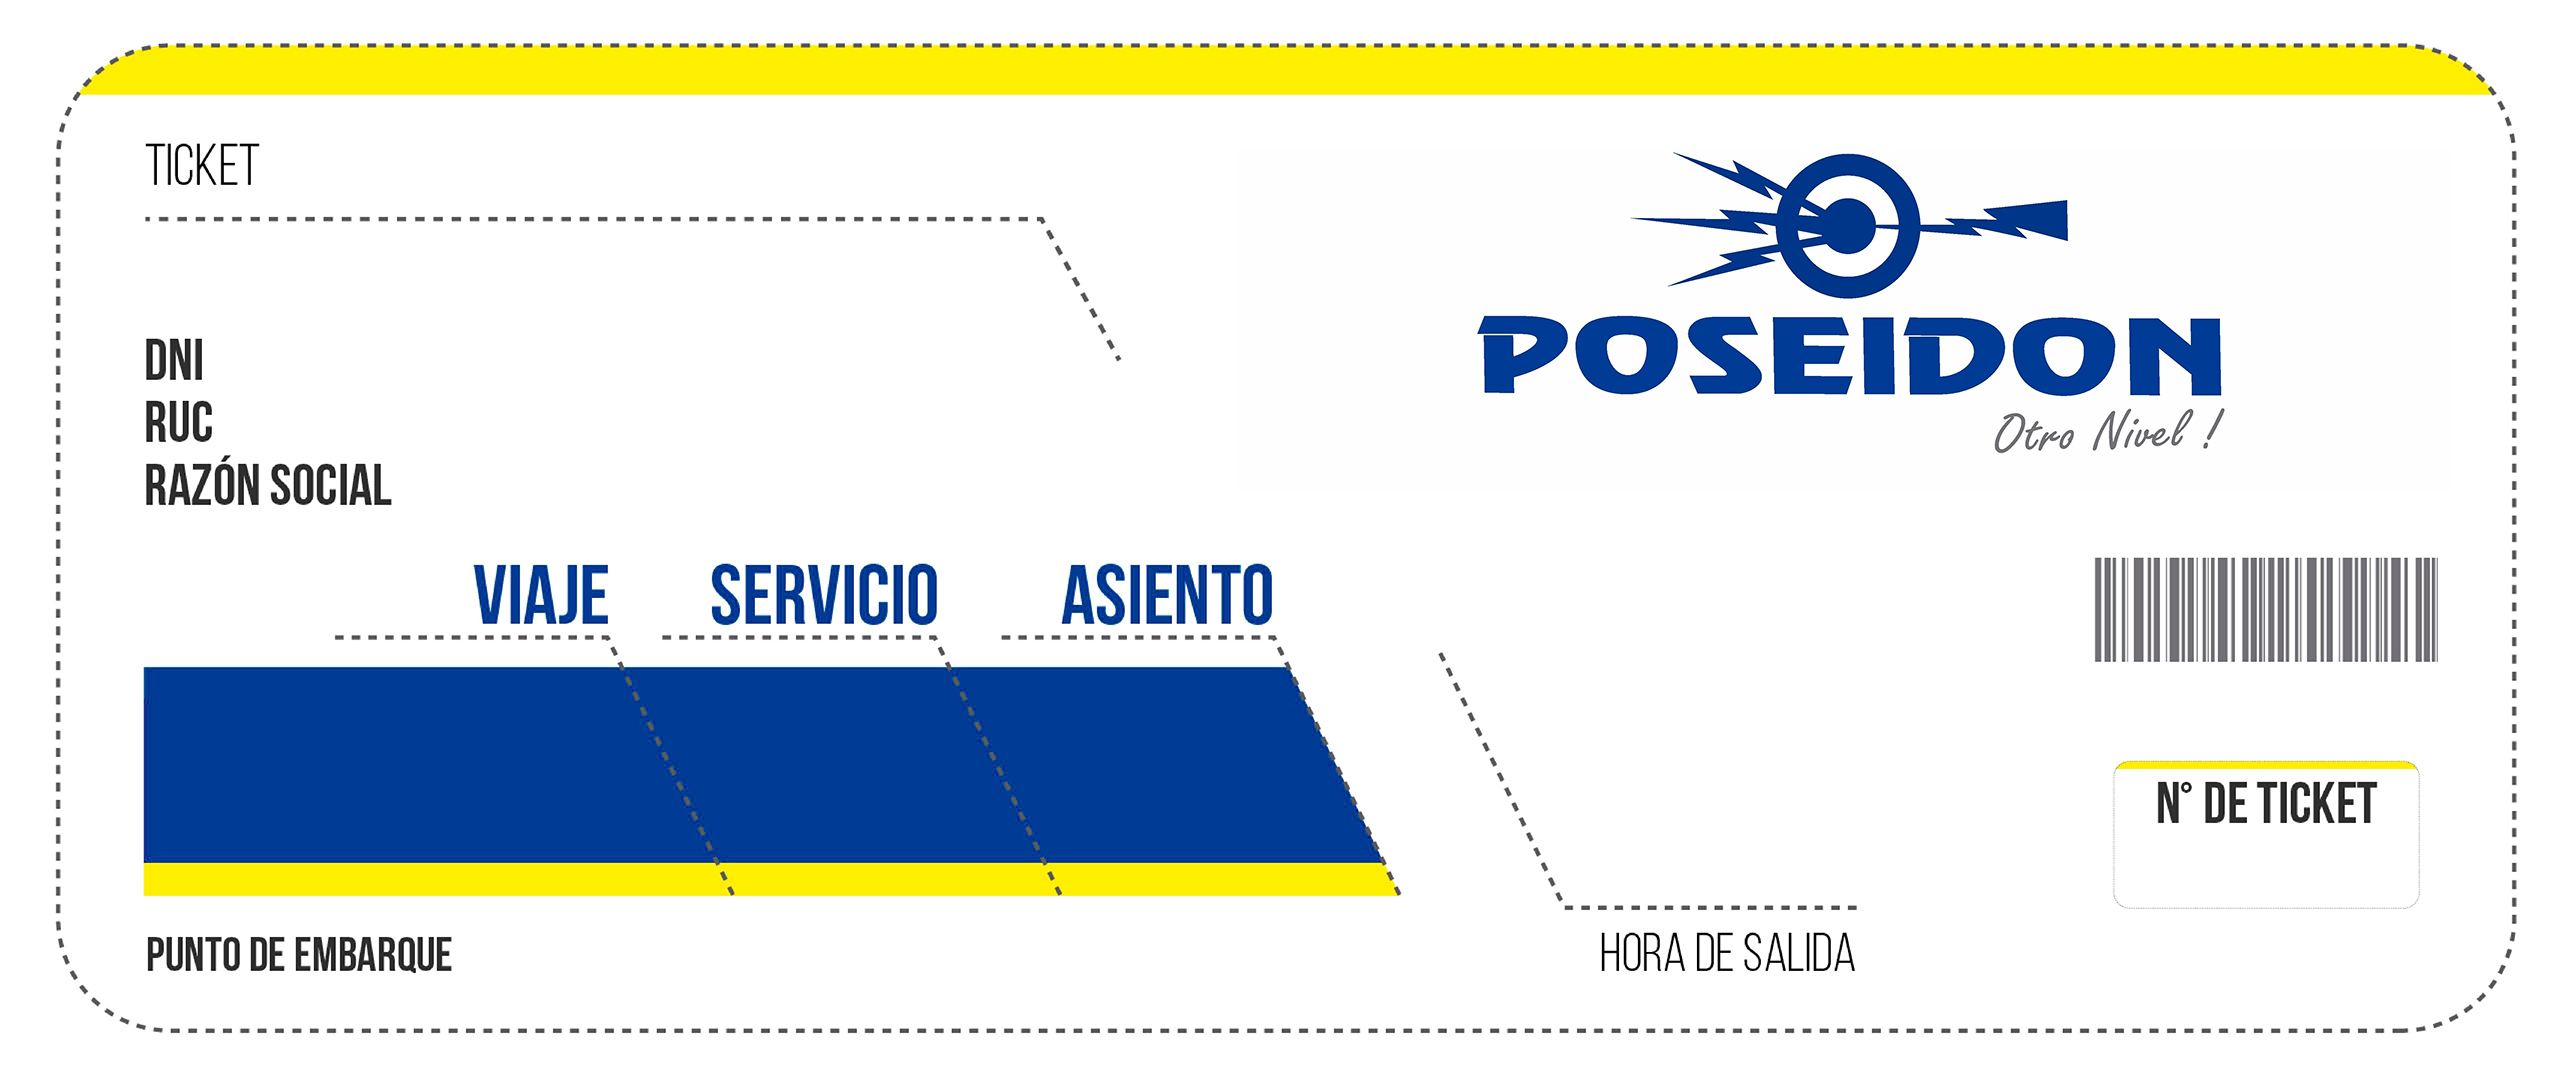 TICKET
POSEIDON
Otro Nivel !
DNI
RUC
RAZÓN SOCIAL
VIAJE
SERVICIO
ASIENTO
N° DE TICKET
PUNTO DE EMBARQUE
HORA DE SALIDA